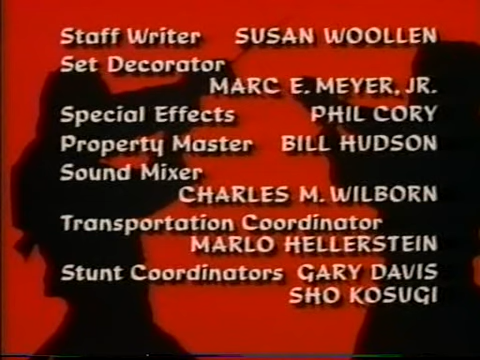 Staff Writer SUSAN WOOLLEN
Set Decorator
MARC E. MEYER, JR.
Special Effects PHIL CORY
Property Master BILL HUDSON
Sound Mixer
CHARLES M. WILBORN
Transportation Coordinator
MARLO HELLERSTEIN
Stunt Coordinators GARY DAVIS
SHO KOSUGI